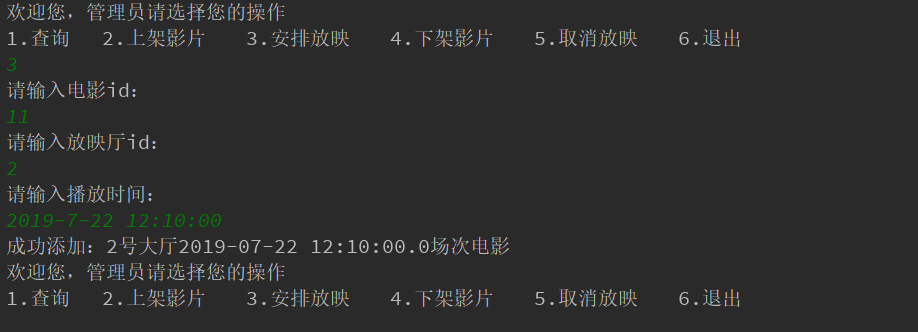 欢迎您，管理员请选择您的操作
1.查询 2.上架影片 3.安排放映 4.下架影片 5.取消放映 6.退出
3
请输入电影id：
11
请输入放映厅id：
2
请输入播放时间：
2019-7-22 12:10:00
成功添加：2号大厅2019-07-22 12:10:00.0场次电影
欢迎您，管理员请选择您的操作
1.查询 2.上架影片 3.安排放映 4.下架影片 5.取消放映 6.退出